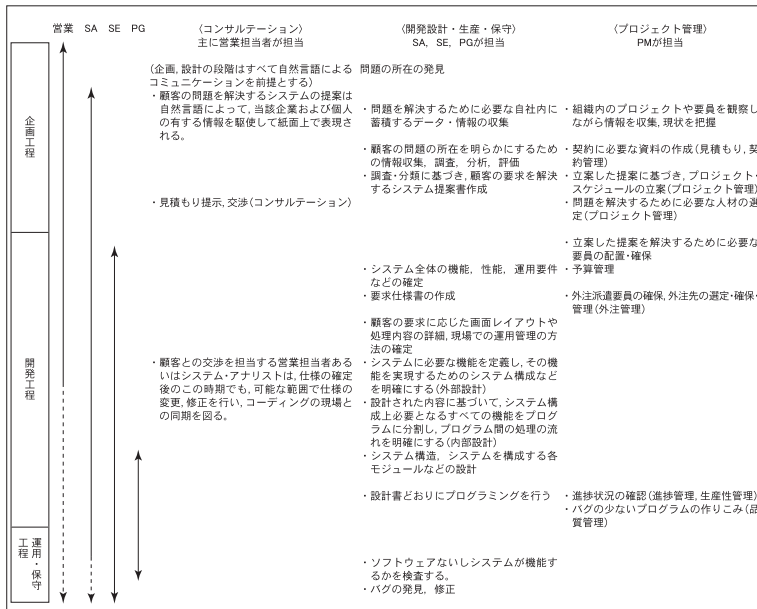 営業 SA SE PG
〈コンサルテーション〉
主に営業担当者が担当
〈開発設計・生産・保守〉
SA, SE, PGが担当
〈プロジェクト管理〉
PMが担当
企画工程
開発工程
運用・保守
工程
(企画, 設計の段階はすべて自然言語による
コミュニケーションを前提とする)
・顧客の問題を解決するシステムの提案は
自然言語によって, 当該企業および個人
の有する情報を駆使して紙面上で表現さ
れる。
・見積もり提示, 交渉(コンサルテーション)
・顧客との交渉を担当する営業担当者ある
いはシステム・アナリストは, 仕様の確定
後のこの時期でも, 可能な範囲で仕様の
変更, 修正を行い, コーディングの現場と
の同期を図る。
問題の所在の発見
・問題を解決するために必要な自社内に
蓄積するデータ・情報の収集
・顧客の問題の所在を明らかにするため
の情報収集, 調査, 分析, 評価
・調査・分類に基づき, 顧客の要求を解決
するシステム提案書作成
・システム全体の機能, 性能, 運用要件
などの確定
・要求仕様書の作成
・顧客の要求に応じた画面レイアウトや
処理内容の詳細, 現場での運用管理の方
法の確定
・システムに必要な機能を定義し, その機
能を実現するためのシステム構成など
を明確にする(外部設計)
・設計された内容に基づいて, システム構
成上必要となるすべての機能をプログラ
ムに分割し, プログラム間の処理の流
れを明確にする(内部設計)
・システム構造, システムを構成する各
モジュールなどの設計
・設計書どおりにプログラミングを行う
・ソフトウェアないしシステムが機能す
るかを検査する。
・バグの発見, 修正
・組織内のプロジェクトや要員を観察し
ながら情報を収集, 現状を把握
・契約に必要な資料の作成(見積もり, 契
約管理)
・立案した提案に基づき, プロジェクト・
スケジュールの立案(プロジェクト管理)
・問題を解決するために必要な人材の選
定(プロジェクト管理)
・立案した提案を解決するために必要な
要員の配置・確保
・予算管理
・外注派遣要員の確保, 外注先の選定・確保・
管理(外注管理)
・進捗状況の確認(進捗管理, 生産性管理)
・バグの少ないプログラムの作りこみ(品
質管理)